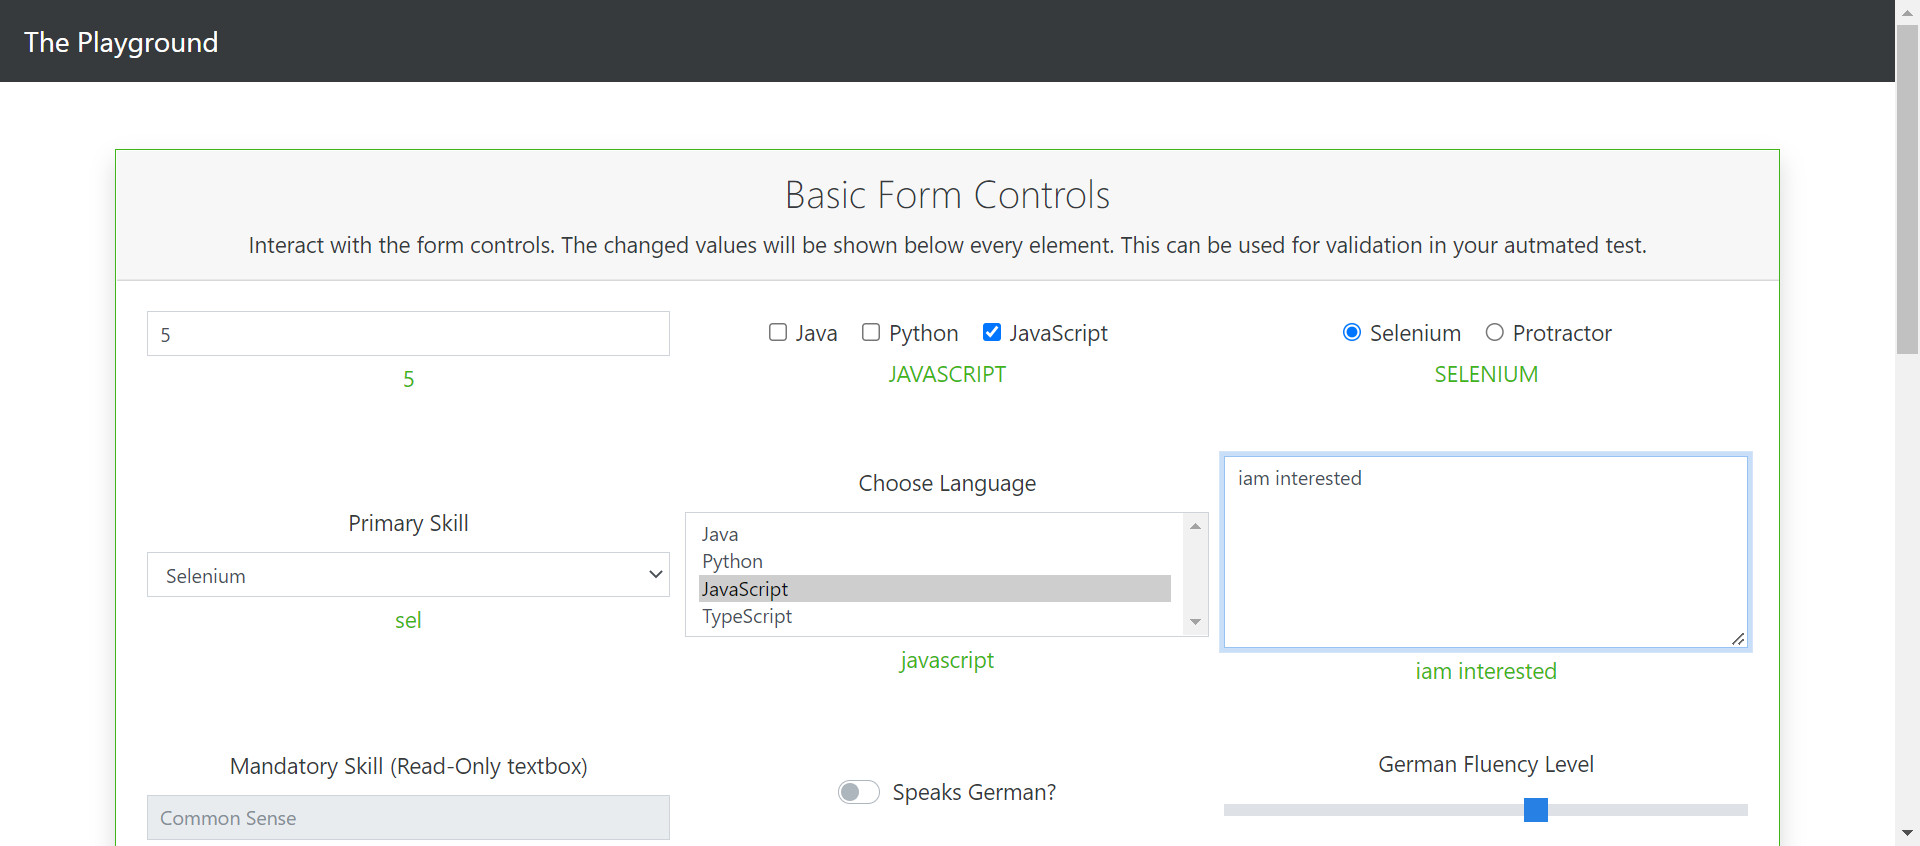 The Playground
Basic Form Controls
Interact with the form controls. The changed values will be shown below every element. This can be used for validation in your autmated test.
5
5
Java Python JavaScript
JAVASCRIPT
Selenium Protractor
SELENIUM
Primary Skill
Selenium
sel
Choose Language
Java
Python
JavaScript
TypeScript
javascript
iam interested
iam interested
Mandatory Skill (Read-Only textbox)
Common Sense
Speaks German?
German Fluency Level